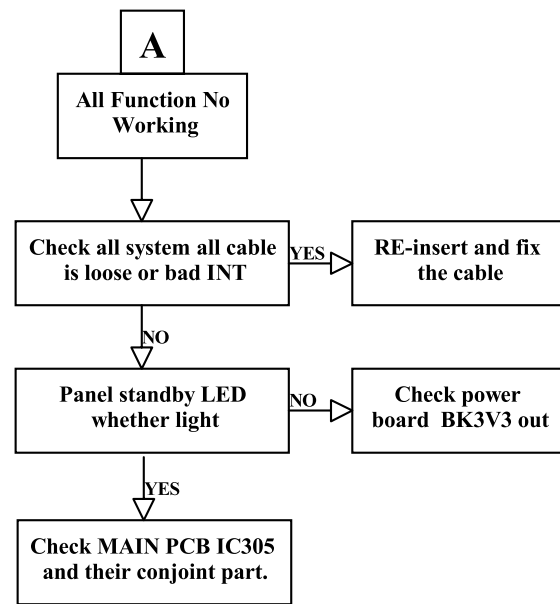 A
All Function No
Working
Check all system all cable
is loose or bad INT
YES
RE-insert and fix
the cable
NO
Panel standby LED
whether light
NO
Check power
board BK3V3 out
YES
Check MAIN PCB IC305
and their conjoint part.